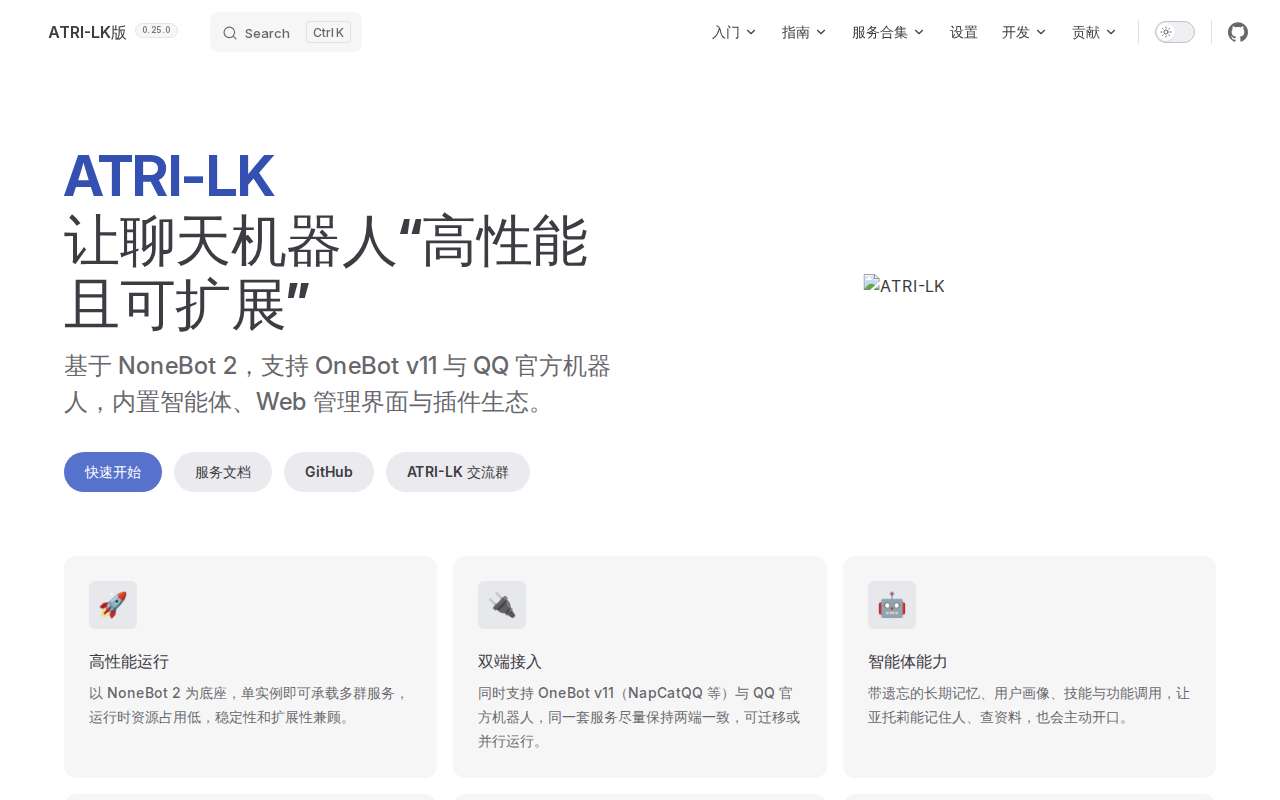 ATRI-LK版 0.25.0 Search Ctrl K 入门 指南 服务合集 设置 开发 贡献
ATRI-LK
让聊天机器人“高性能
且可扩展”
ATRI-LK
基于 NoneBot 2，支持 OneBot v11 与 QQ 官方机器
人，内置智能体、Web 管理界面与插件生态。
快速开始 服务文档 GitHub ATRI-LK 交流群
高性能运行
以 NoneBot 2 为底座，单实例即可承载多群服务，
运行时资源占用低，稳定性和扩展性兼顾。
双端接入
同时支持 OneBot v11（NapCatQQ 等）与 QQ 官
方机器人，同一套服务尽量保持两端一致，可迁移或
并行运行。
智能体能力
带遗忘的长期记忆、用户画像、技能与功能调用，让
亚托莉能记住人、查资料，也会主动开口。